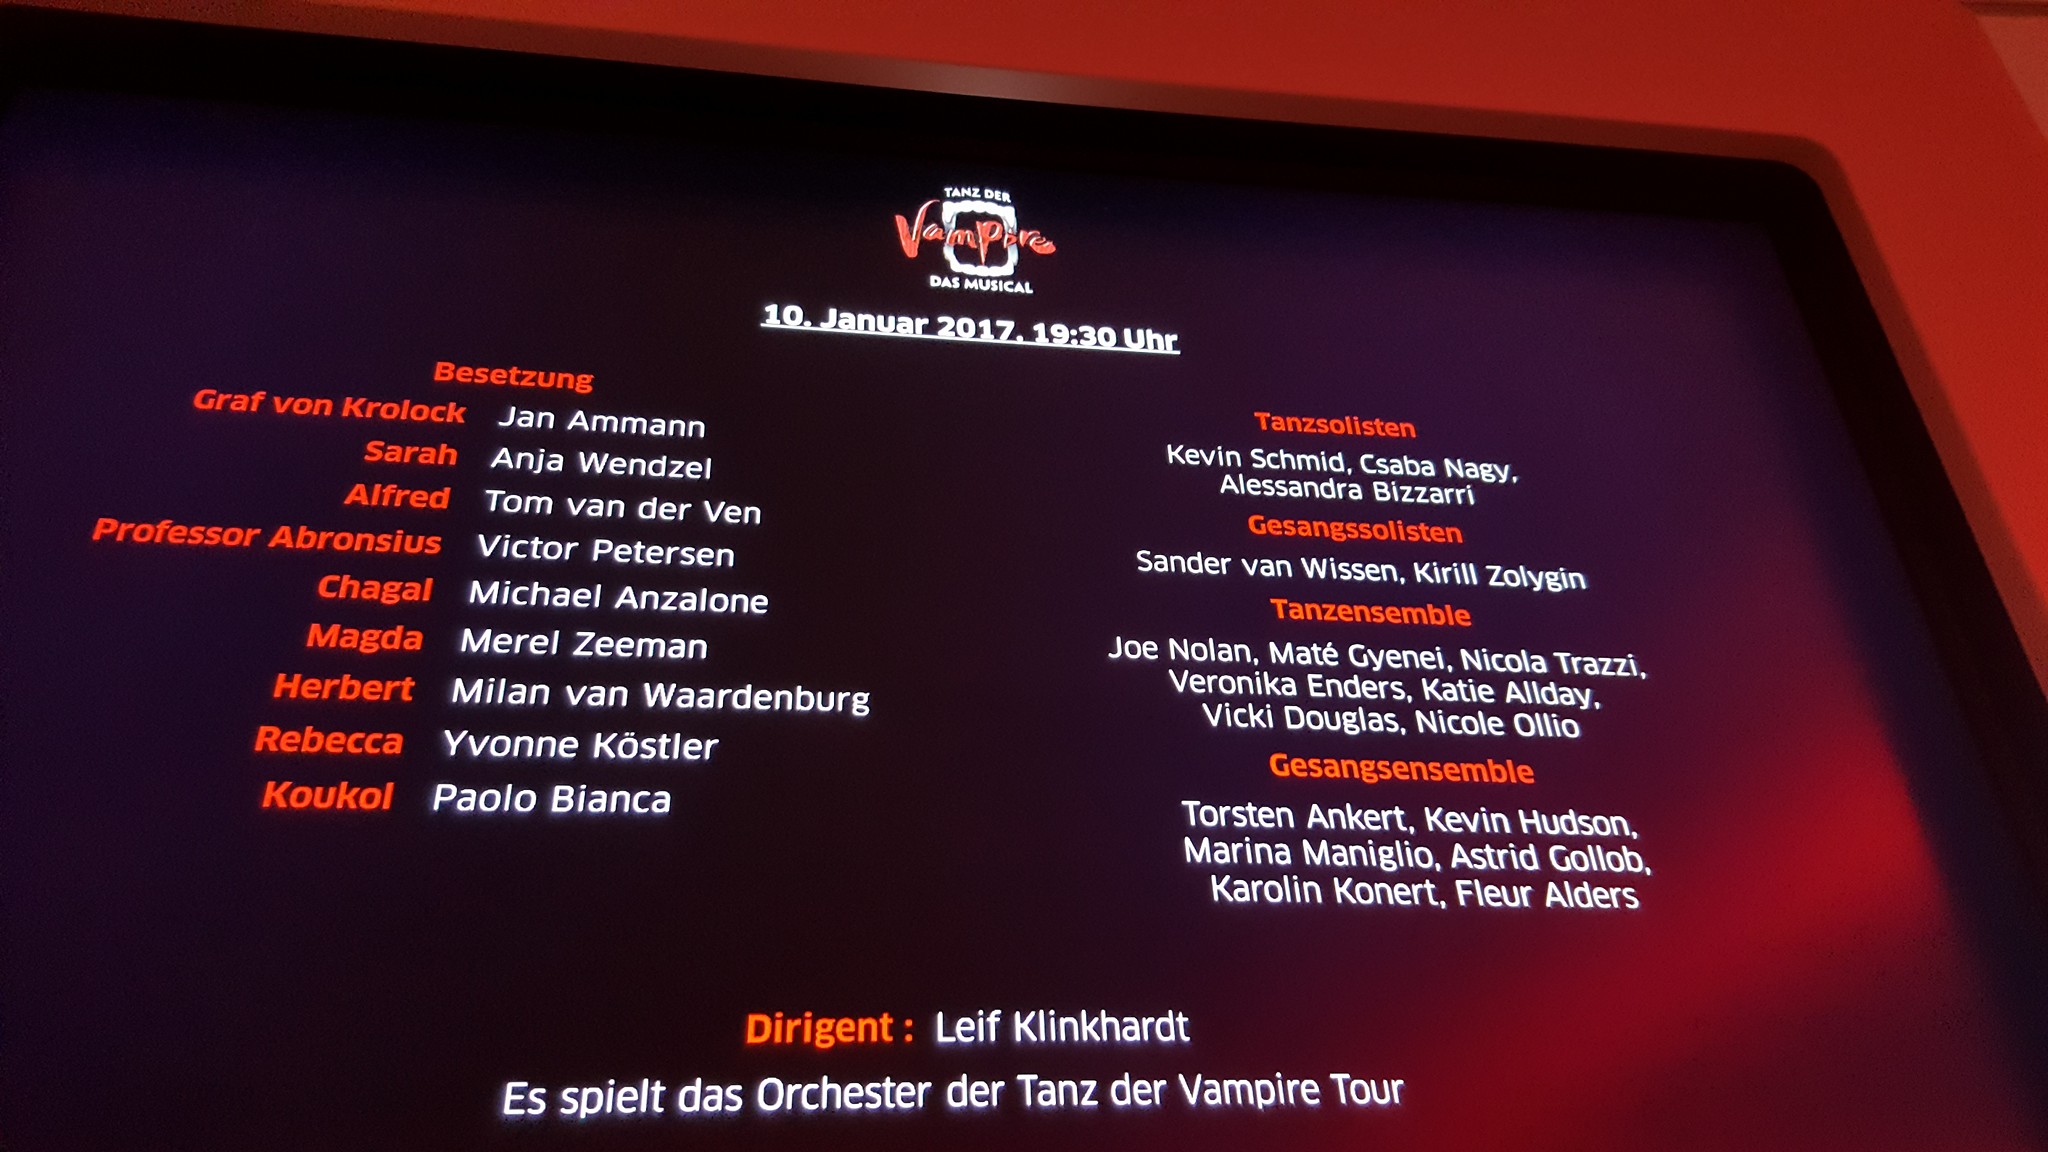 TANZ DER
Vampire
DAS MUSICAL
10. Januar 2017, 19:30 Uhr
Besetzung
Graf von Krolock Jan Ammann
Sarah Anja Wendzel
Alfred Tom van der Ven
Professor Abronsius Victor Petersen
Chagal Michael Anzalone
Magda Merel Zeeman
Herbert Milan van Waardenburg
Rebecca Yvonne Köstler
Koukol Paolo Bianca
Tanzsolisten
Kevin Schmid, Csaba Nagy,
Alessandra Bizzarri
Gesangssolisten
Sander van Wissen, Kirill Zolygin
Tanzensemble
Joe Nolan, Maté Gyenei, Nicola Trazzi,
Veronika Enders, Katie Allday,
Vicki Douglas, Nicole Ollio
Gesangsensemble
Torsten Ankert, Kevin Hudson,
Marina Maniglio, Astrid Gollob,
Karolin Konert, Fleur Alders
Dirigent : Leif Klinkhardt
Es spielt das Orchester der Tanz der Vampire Tour